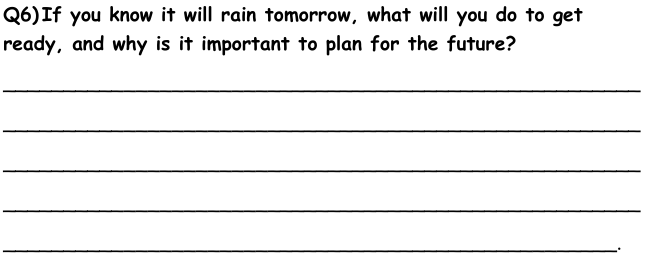 Q6)If you know it will rain tomorrow, what will you do to get
ready, and why is it important to plan for the future?
.